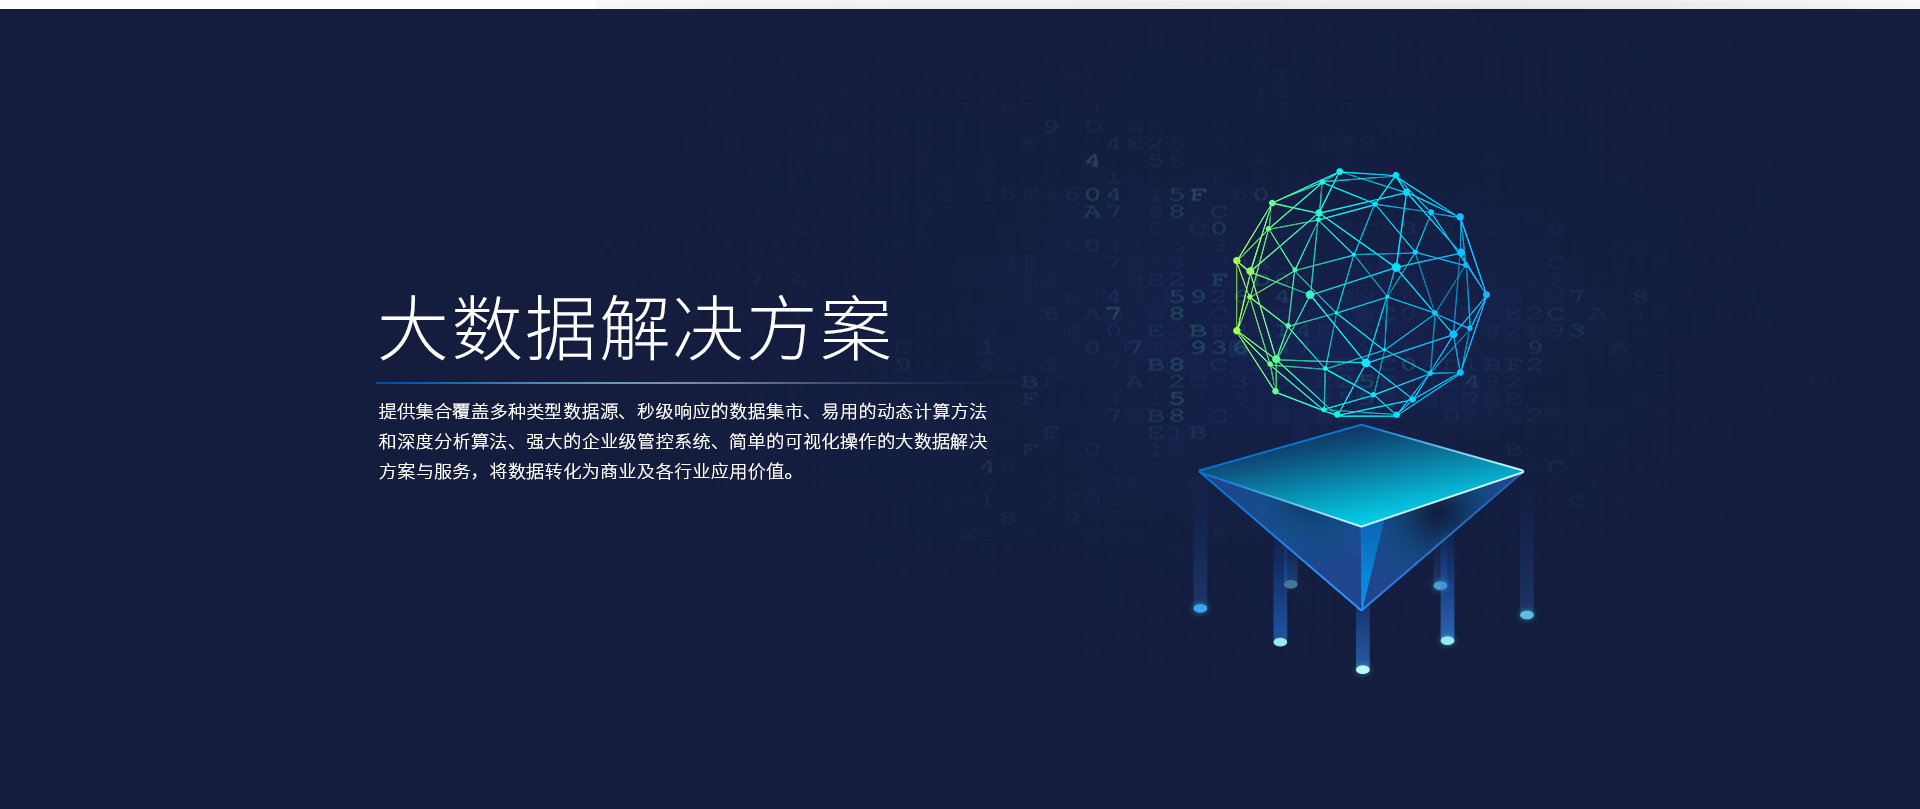 大数据解决方案
提供集合覆盖多种类型数据源、秒级响应的数据集市、易用的动态计算方法
和深度分析算法、强大的企业级管控系统、简单的可视化操作的大数据解决
方案与服务，将数据转化为商业及各行业应用价值。